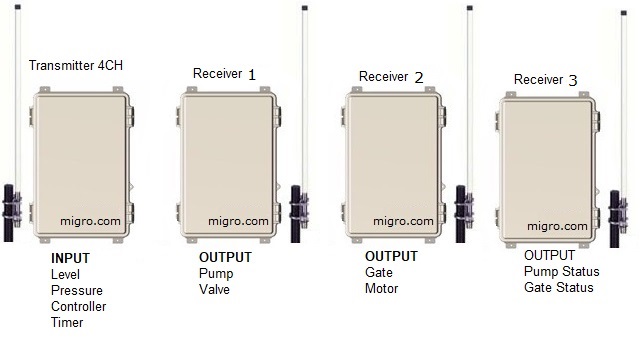 Transmitter 4CH
migro.com
INPUT
Level
Pressure
Controller
Timer
Receiver 1
migro.com
OUTPUT
Pump
Valve
Receiver 2
migro.com
OUTPUT
Gate
Motor
Receiver 3
migro.com
OUTPUT
Pump Status
Gate Status